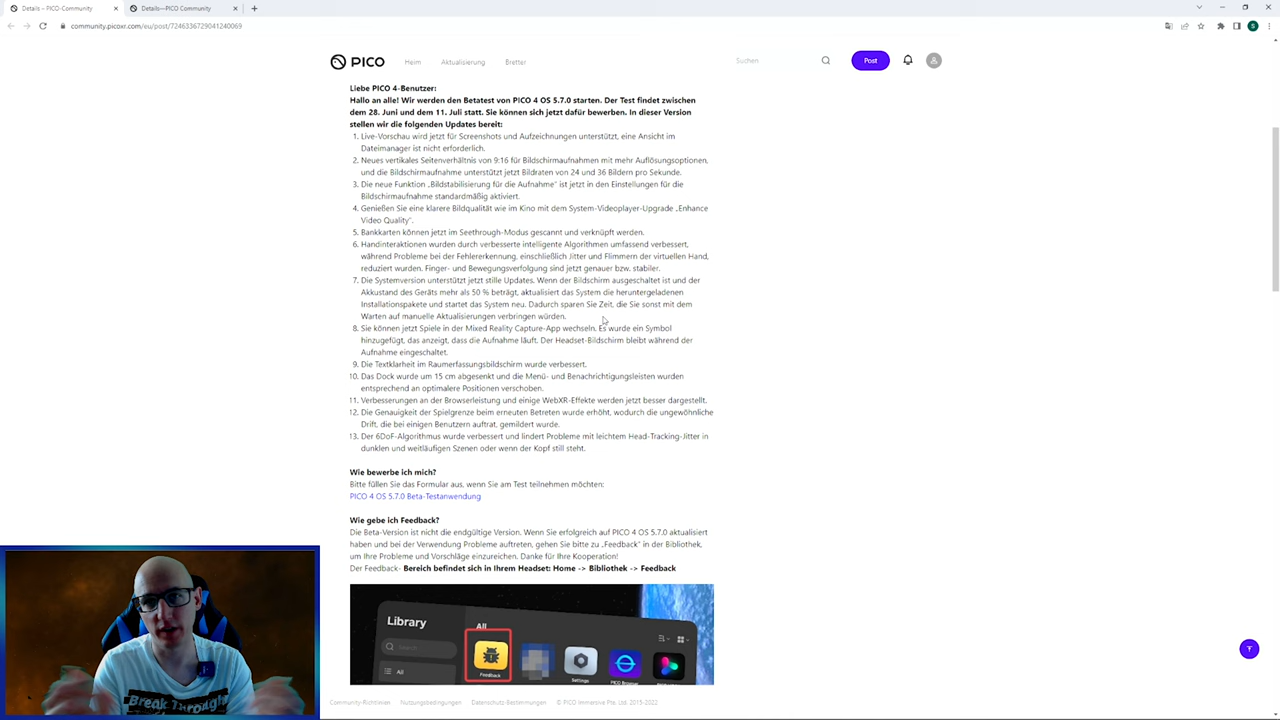 Details – PICO-Community
Details—PICO Community
community.picoxr.com/eu/post/7246336729041240069
S
PICO
Heim
Aktualisierung
Bretter
Suchen
Post
Liebe PICO 4-Benutzer:
Hallo an alle! Wir werden den Betatest von PICO 4 OS 5.7.0 starten. Der Test findet zwischen
dem 28. Juni und dem 11. Juli statt. Sie können sich jetzt dafür bewerben. In dieser Version
stellen wir die folgenden Updates bereit:
1. Live-Vorschau wird jetzt für Screenshots und Aufzeichnungen unterstützt, eine Ansicht im
Dateimanager ist nicht erforderlich.
2. Neues vertikales Seitenverhältnis von 9:16 für Bildschirmaufnahmen mit mehr Auflösungsoptionen,
und die Bildschirmaufnahme unterstützt jetzt Bildraten von 24 und 36 Bildern pro Sekunde.
3. Die neue Funktion „Bildstabilisierung für die Aufnahme" ist jetzt in den Einstellungen für die
Bildschirmaufnahme standardmäßig aktiviert.
4. Genießen Sie eine klarere Bildqualität wie im Kino mit dem System-Videoplayer-Upgrade „Enhance
Video Quality".
5. Bankkarten können jetzt im Seethrough-Modus gescannt und verknüpft werden.
6. Handinteraktionen wurden durch verbesserte intelligente Algorithmen umfassend verbessert,
während Probleme bei der Fehlererkennung, einschließlich Jitter und Flimmern der virtuellen Hand,
reduziert wurden. Finger- und Bewegungsverfolgung sind jetzt genauer bzw. stabiler.
7. Die Systemversion unterstützt jetzt stille Updates. Wenn der Bildschirm ausgeschaltet ist und der
Akkustand des Geräts mehr als 50 % beträgt, aktualisiert das System die heruntergeladenen
Installationspakete und startet das System neu. Dadurch sparen Sie Zeit, die Sie sonst mit dem
Warten auf manuelle Aktualisierungen verbringen würden.
8. Sie können jetzt Spiele in der Mixed Reality Capture-App wechseln. Es wurde ein Symbol
hinzugefügt, das anzeigt, dass die Aufnahme läuft. Der Headset-Bildschirm bleibt während der
Aufnahme eingeschaltet.
9. Die Textklarheit im Raumerfassungsbildschirm wurde verbessert.
10. Das Dock wurde um 15 cm abgesenkt und die Menü- und Benachrichtigungsleisten wurden
entsprechend an optimalere Positionen verschoben.
11. Verbesserungen an der Browserleistung und einige WebXR-Effekte werden jetzt besser dargestellt.
12. Die Genauigkeit der Spielgrenze beim erneuten Betreten wurde erhöht, wodurch die ungewöhnliche
Drift, die bei einigen Benutzern auftrat, gemildert wurde.
13. Der 6DoF-Algorithmus wurde verbessert und lindert Probleme mit leichtem Head-Tracking-Jitter in
dunklen und weitläufigen Szenen oder wenn der Kopf still steht.
Wie bewerbe ich mich?
Bitte füllen Sie das Formular aus, wenn Sie am Test teilnehmen möchten:
PICO 4 OS 5.7.0 Beta-Testanwendung
Wie gebe ich Feedback?
Die Beta-Version ist nicht die endgültige Version. Wenn Sie erfolgreich auf PICO 4 OS 5.7.0 aktualisiert
haben und bei der Verwendung Probleme auftreten, gehen Sie bitte zu „Feedback" in der Bibliothek,
um Ihre Probleme und Vorschläge einzureichen. Danke für Ihre Kooperation!
Der Feedback- Bereich befindet sich in Ihrem Headset: Home -> Bibliothek -> Feedback
Library
All
Search
All
Feedback
Settings
PICO Browser
Break Through
Community-Richtlinien
Nutzungsbedingungen
Datenschutz-Bestimmungen
© PICO Immersive Pte. Ltd. 2015-2022